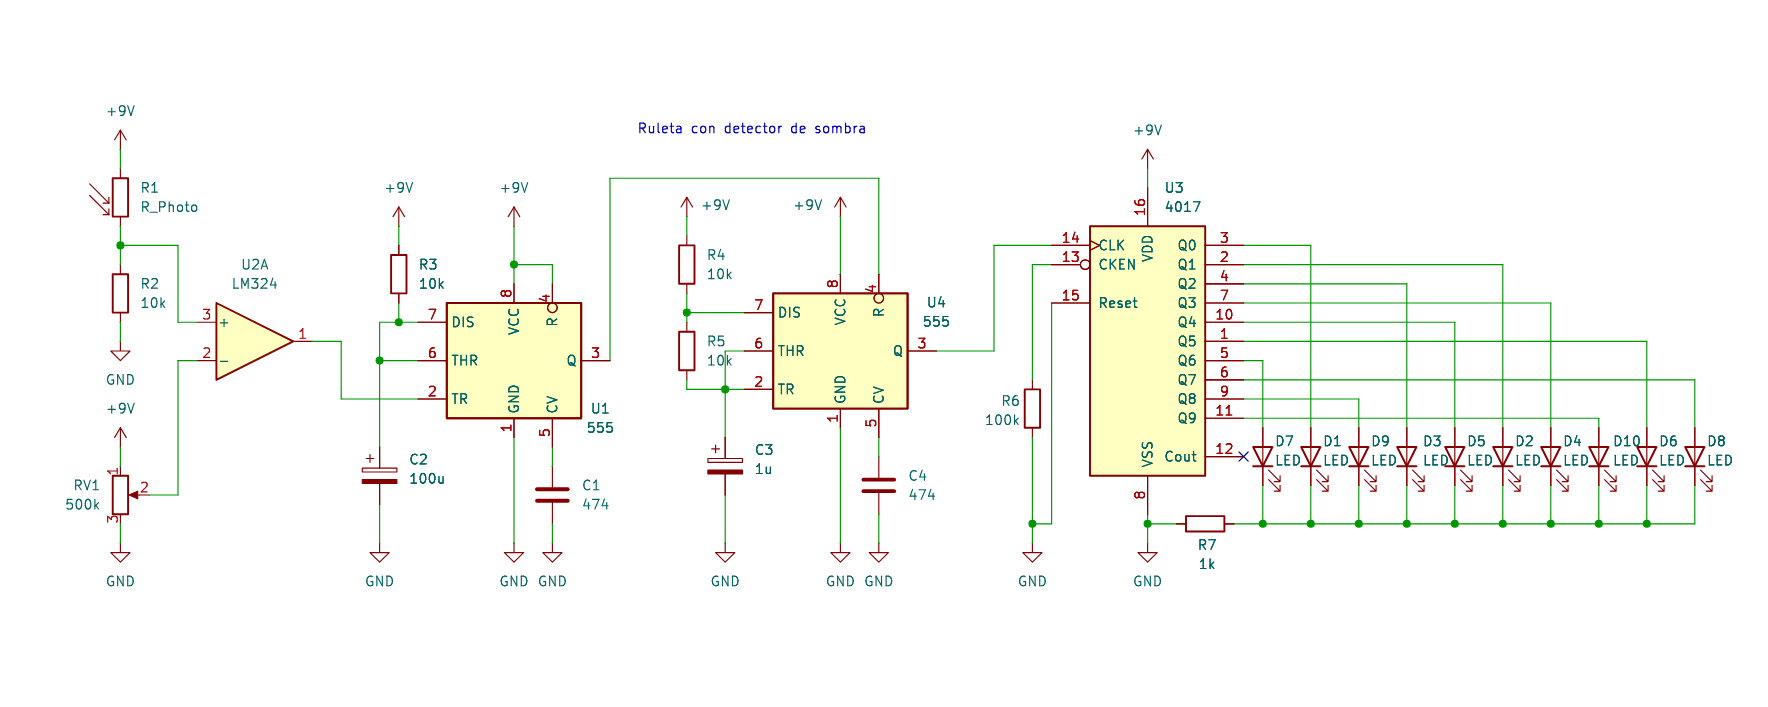 Ruleta con detector de sombra
+9V
R1
R_Photo
R2
10k
GND
+9V
1
RV1
2
500k
3
GND
U2A
LM324
3
+
2
−
1
+9V
R3
10k
+9V
8
4
7
DIS
VCC
R
6
THR
Q
3
2
TR
GND
CV
1
5
U1
555
+
C2
100u
GND
GND
C1
474
GND
+9V
R4
10k
R5
10k
+9V
8
4
7
DIS
VCC
R
U4
555
6
THR
Q
3
2
TR
GND
CV
1
5
+
C3
1u
GND
GND
C4
474
GND
R6
100k
GND
+9V
16
U3
4017
14
CLK
VDD
13
CKEN
15
Reset
Q0
3
Q1
2
Q2
4
Q3
7
Q4
10
Q5
1
Q6
5
Q7
6
Q8
9
Q9
11
VSS
Cout
12
8
GND
R7
1k
D7
LED
D1
LED
D9
LED
D3
LED
D5
LED
D2
LED
D4
LED
D10
LED
D6
LED
D8
LED